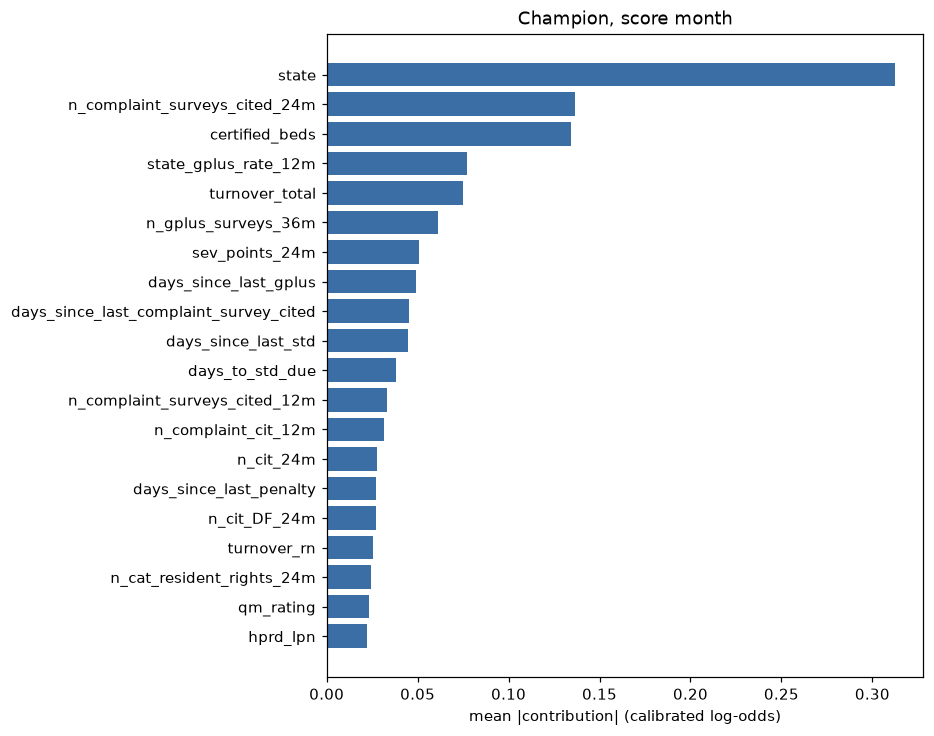 Champion, score month
state
n_complaint_surveys_cited_24m
certified_beds
state_gplus_rate_12m
turnover_total
n_gplus_surveys_36m
sev_points_24m
days_since_last_gplus
days_since_last_complaint_survey_cited
days_since_last_std
days_to_std_due
n_complaint_surveys_cited_12m
n_complaint_cit_12m
n_cit_24m
days_since_last_penalty
n_cit_DF_24m
turnover_rn
n_cat_resident_rights_24m
qm_rating
hprd_lpn
0.00 0.05 0.10 0.15 0.20 0.25 0.30
mean |contribution| (calibrated log-odds)